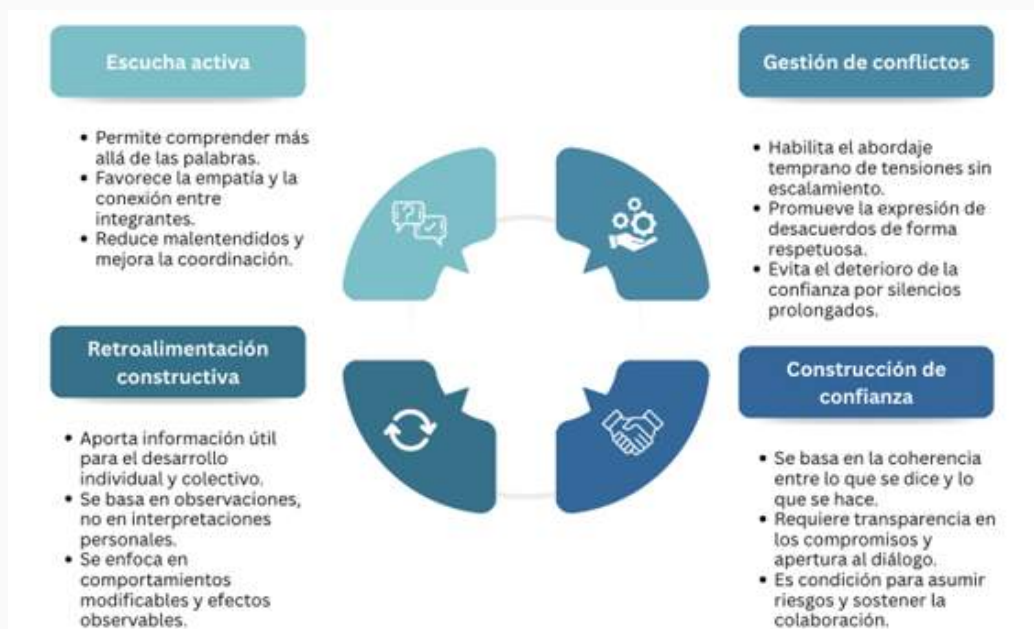 Escucha activa
• Permite comprender más
allá de las palabras.
• Favorece la empatía y la
conexión entre
integrantes.
• Reduce malentendidos y
mejora la coordinación.
Gestión de conflictos
• Habilita el abordaje
temprano de tensiones sin
escalamiento.
• Promueve la expresión de
desacuerdos de forma
respetuosa.
• Evita el deterioro de la
confianza por silencios
prolongados.
Retroalimentación
constructiva
• Aporta información útil
para el desarrollo
individual y colectivo.
• Se basa en observaciones,
no en interpretaciones
personales.
• Se enfoca en
comportamientos
modificables y efectos
observables.
Construcción de
confianza
• Se basa en la coherencia
entre lo que se dice y lo
que se hace.
• Requiere transparencia en
los compromisos y
apertura al diálogo.
• Es condición para asumir
riesgos y sostener la
colaboración.